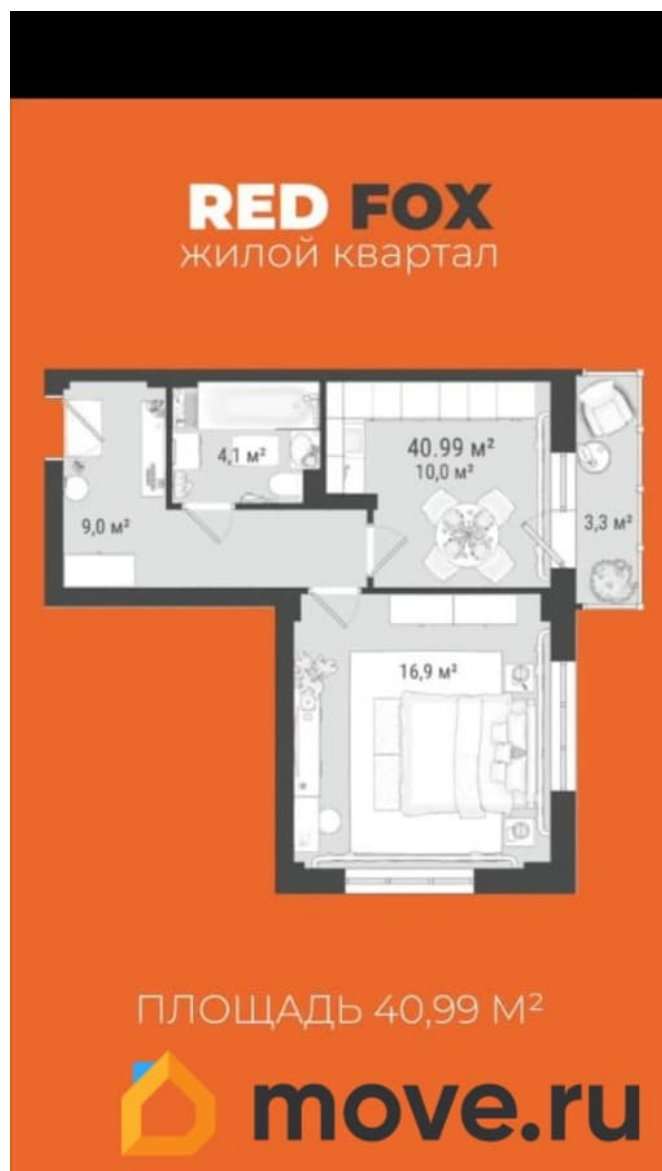 RED FOX
жилой квартал
40.99 м²
4,1 м²
10,0 м²
9,0 м²
3,3 м²
16,9 м²
ПЛОЩАДЬ 40,99 М²
move.ru